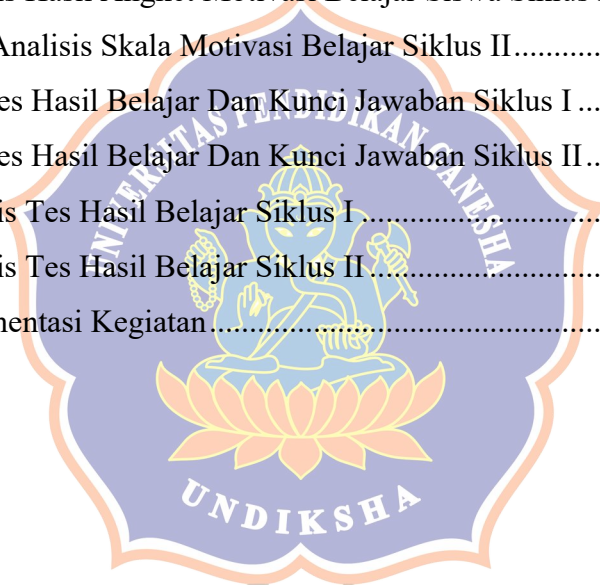 Analisis Skala Motivasi Belajar Siklus II............
es Hasil Belajar Dan Kunci Jawaban Siklus I ...
es Hasil Belajar Dan Kunci Jawaban Siklus II..
is Tes Hasil Belajar Siklus I..............................
is Tes Hasil Belajar Siklus II.............................
nentasi Kegiatan.................................................
UNIVERSITAS PENDIDIKAN GANESHA
UNDIKSHA